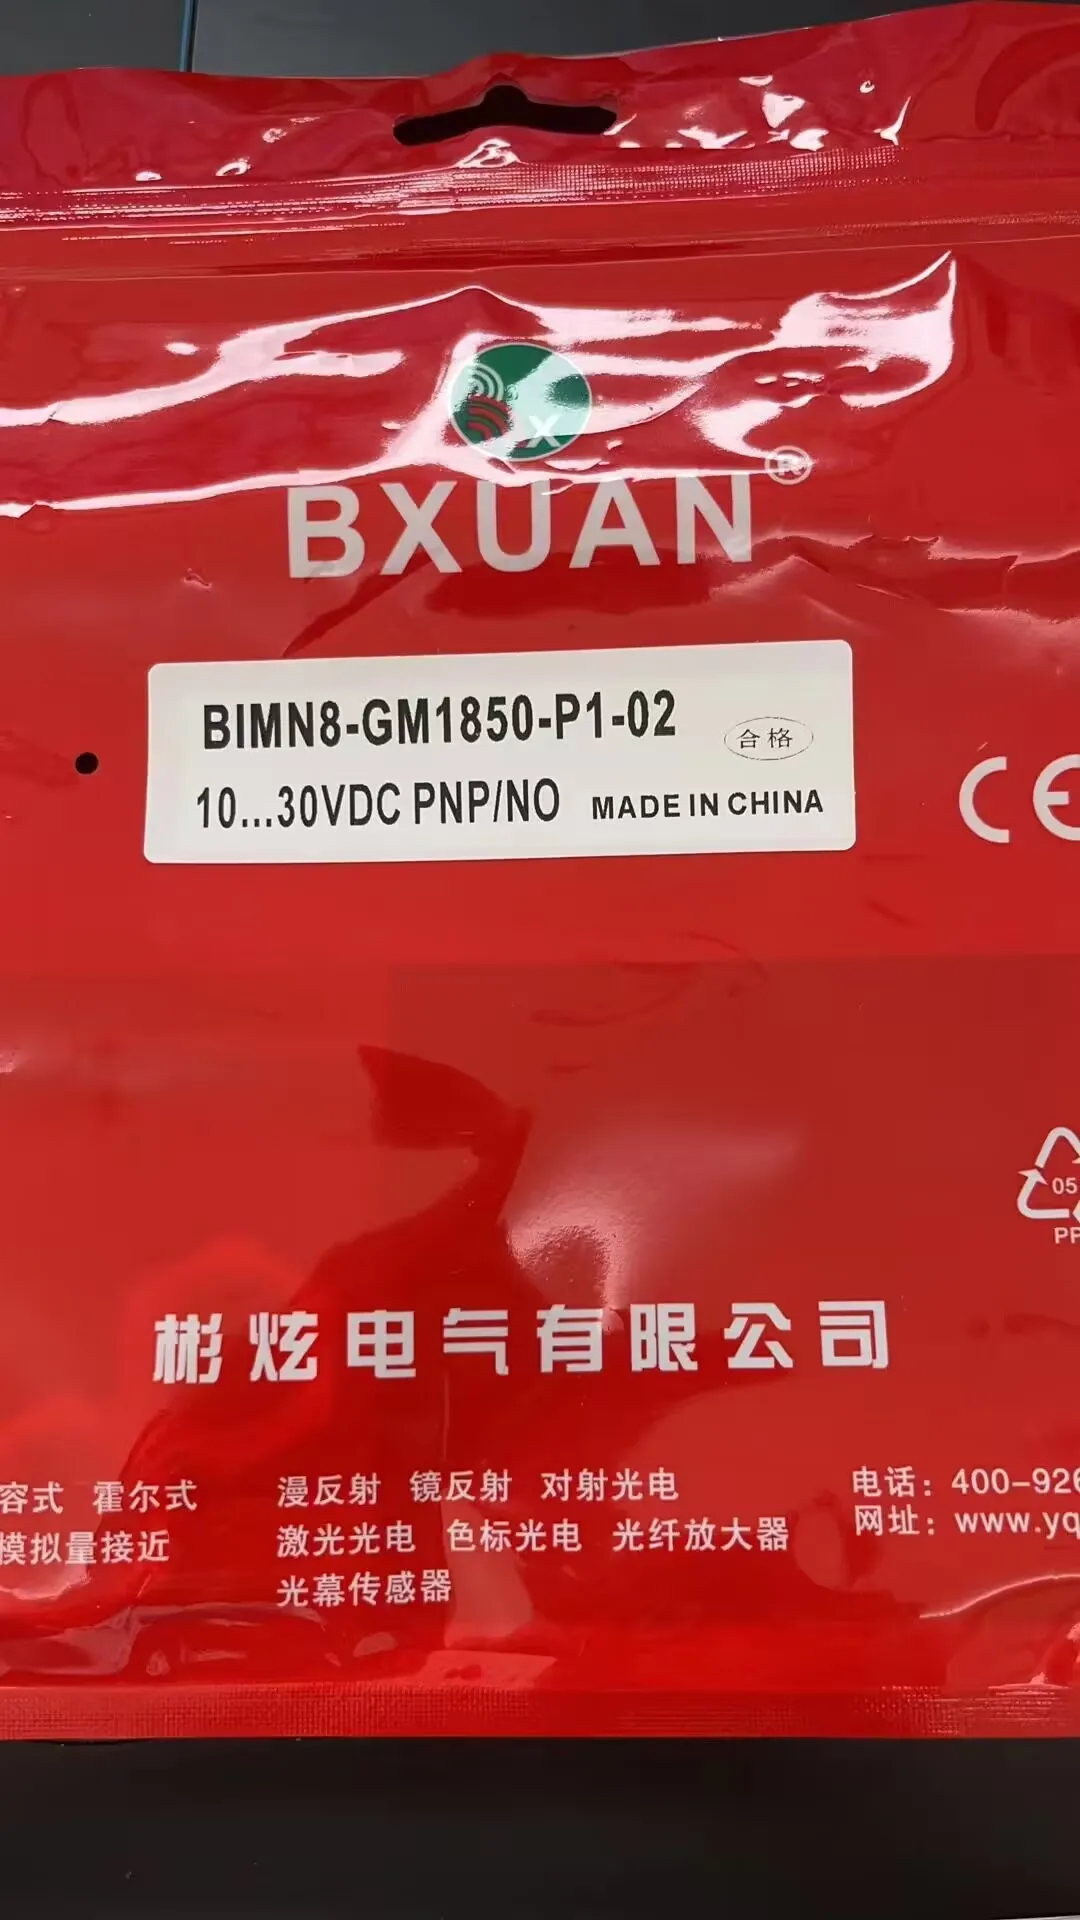 X
BXUAN®
BIMN8-GM1850-P1-02
合格
10...30VDC PNP/NO MADE IN CHINA
CE
05
PP
彬炫电气有限公司
容式 霍尔式
模拟量接近
漫反射 镜反射 对射光电
激光光电 色标光电 光纤放大器
光幕传感器
电话：400-926
网址：www.yq